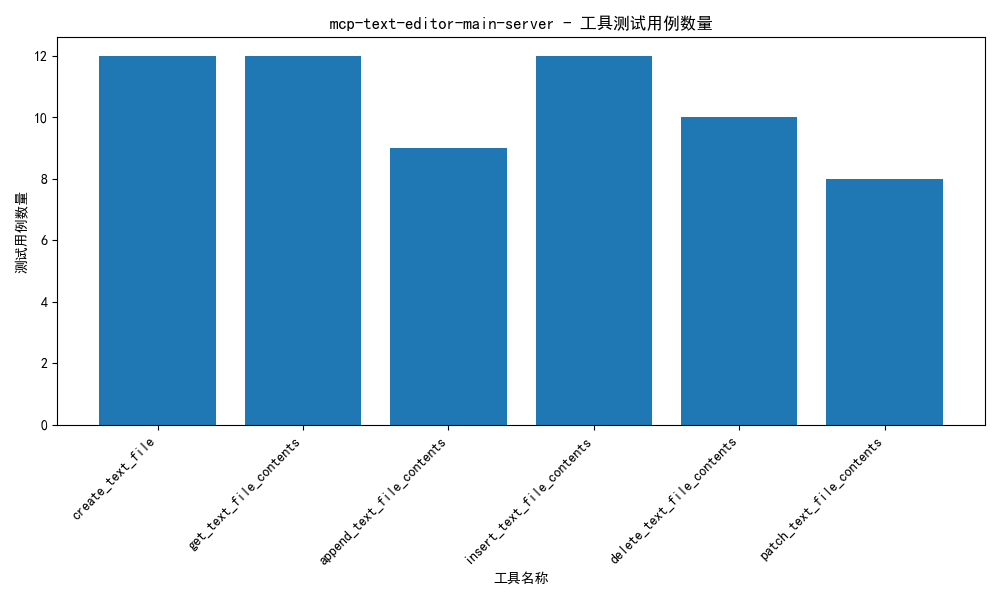 mcp-text-editor-main-server - 工具测试用例数量
测试用例数量
12
10
8
6
4
2
0
create_text_file
get_text_file_contents
append_text_file_contents
insert_text_file_contents
delete_text_file_contents
patch_text_file_contents
工具名称